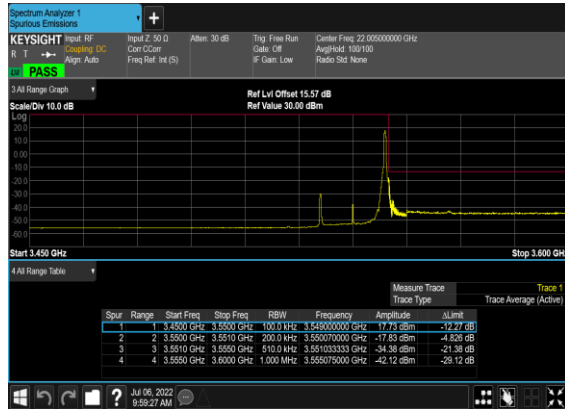 Spectrum Analyzer 1
Spurious Emissions
KEYSIGHT Input: RF Input Z: 50 Ω Atten: 30 dB Trig: Free Run Center Freq: 22.005000000 GHz
R T Coupling: DC Corr CCorr Gate: Off Avg|Hold: 100/100
Align: Auto Freq Ref: Int (S) IF Gain: Low Radio Std: None
PASS
3 All Range Graph
Ref Lvl Offset 15.57 dB
Scale/Div 10.0 dB Ref Value 30.00 dBm
Log
20.0
10.0
0.00
-10.0
-20.0
-30.0
-40.0
-50.0
-60.0
Start 3.450 GHz Stop 3.600 GH
4 All Range Table
Measure Trace Trace 1
Trace Type Trace Average (Active)
Spur Range Start Freq Stop Freq RBW Frequency Amplitude ΔLimit
1 1 3.4500 GHz 3.5500 GHz 100.0 kHz 3.549000000 GHz 17.73 dBm -12.27 dB
2 2 3.5500 GHz 3.5510 GHz 200.0 kHz 3.550070000 GHz -17.83 dBm -4.826 dB
3 3 3.5510 GHz 3.5550 GHz 510.0 kHz 3.551033333 GHz -34.38 dBm -21.38 dB
4 4 3.5550 GHz 3.6000 GHz 1.000 MHz 3.555075000 GHz -42.12 dBm -29.12 dB
Jul 06, 2022
9:59:27 AM